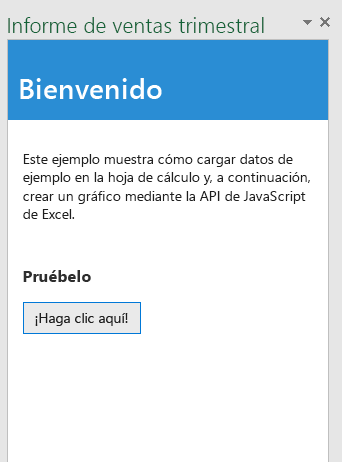 Informe de ventas trimestral
Bienvenido
Este ejemplo muestra cómo cargar datos de
ejemplo en la hoja de cálculo y, a continuación,
crear un gráfico mediante la API de JavaScript
de Excel.
Pruébelo
¡Haga clic aquí!